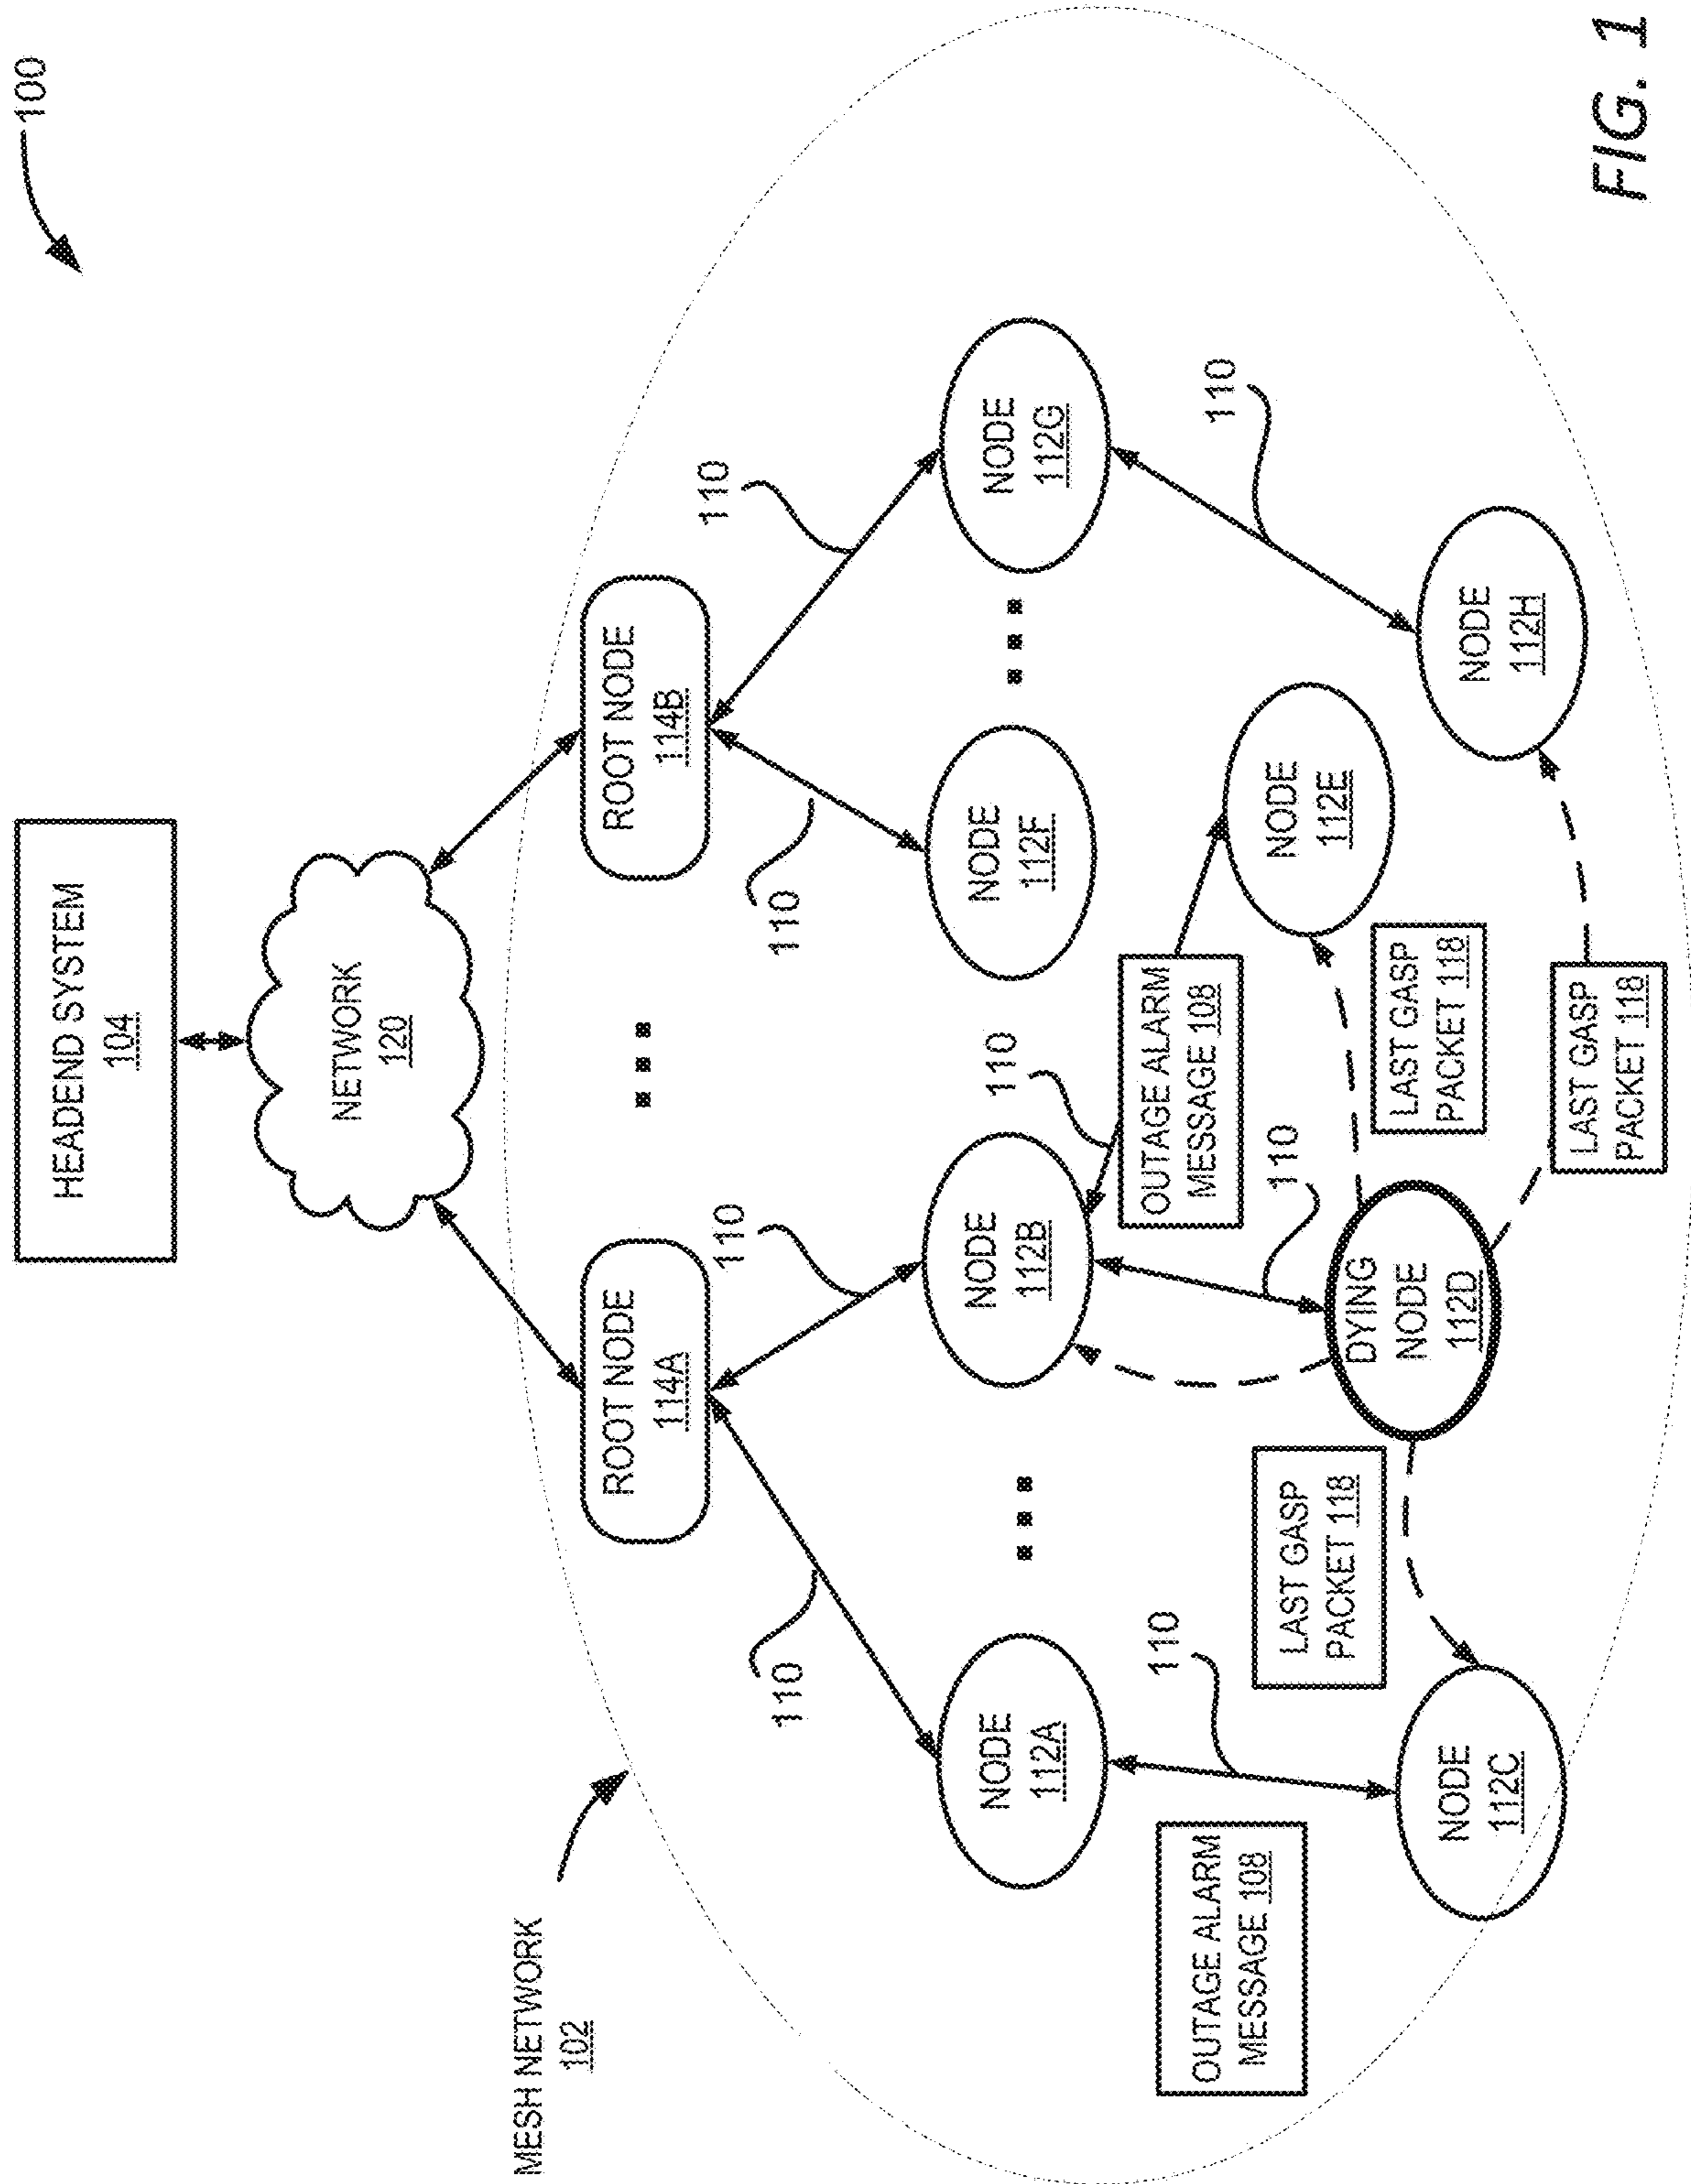 100
HEADEND SYSTEM
104
NETWORK
120
MESH NETWORK
102
ROOT NODE
114A
ROOT NODE
114B
110
110
110
110
NODE
112A
NODE
112B
NODE
112F
NODE
112G
110
110
110
110
OUTAGE ALARM
MESSAGE 108
OUTAGE ALARM
MESSAGE 108
NODE
112E
LAST GASP
PACKET 118
LAST GASP
PACKET 118
NODE
112C
DYING
NODE
112D
NODE
112H
LAST GASP
PACKET 118
FIG. 1